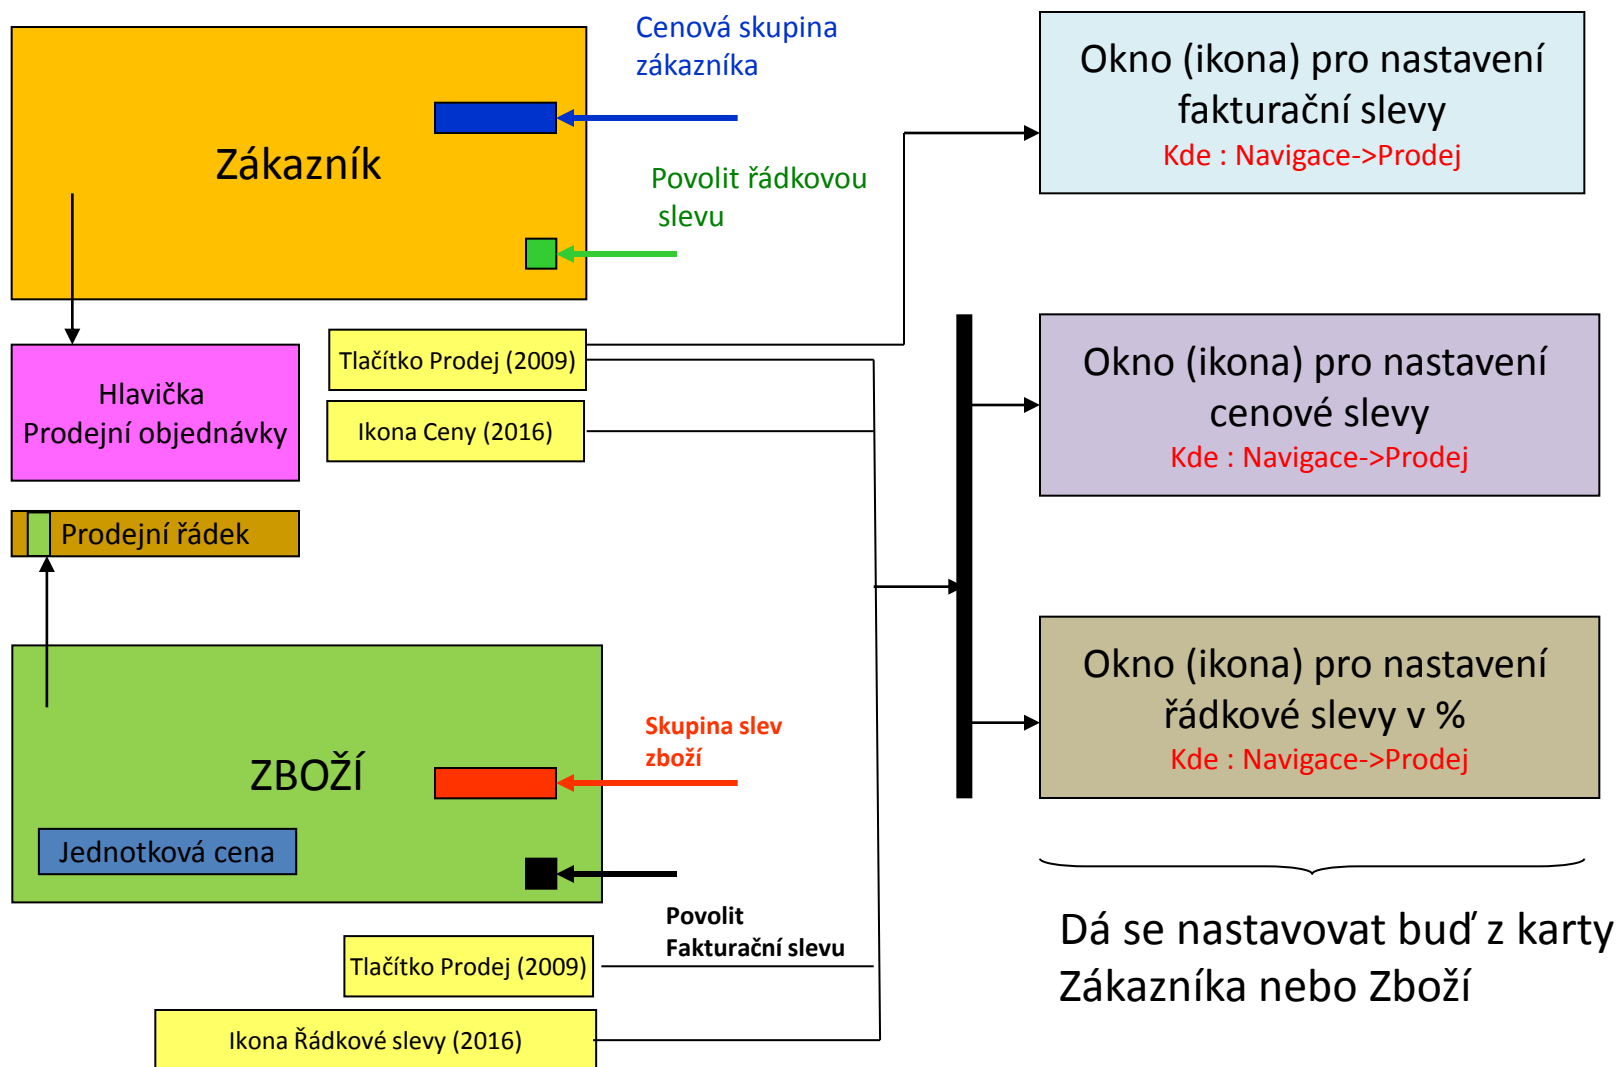 Cenová skupina
zákazníka
Zákazník
Povolit řádkovou
slevu
Okno (ikona) pro nastavení
fakturační slevy
Kde : Navigace->Prodej
Tlačítko Prodej (2009)
Ikona Ceny (2016)
Hlavička
Prodejní objednávky
Prodejní řádek
Okno (ikona) pro nastavení
cenové slevy
Kde : Navigace->Prodej
ZBOŽÍ
Skupina slev
zboží
Jednotková cena
Povolit
Fakturační slevu
Okno (ikona) pro nastavení
řádkové slevy v %
Kde : Navigace->Prodej
Tlačítko Prodej (2009)
Ikona Řádkové slevy (2016)
Dá se nastavovat buď z karty
Zákazníka nebo Zboží